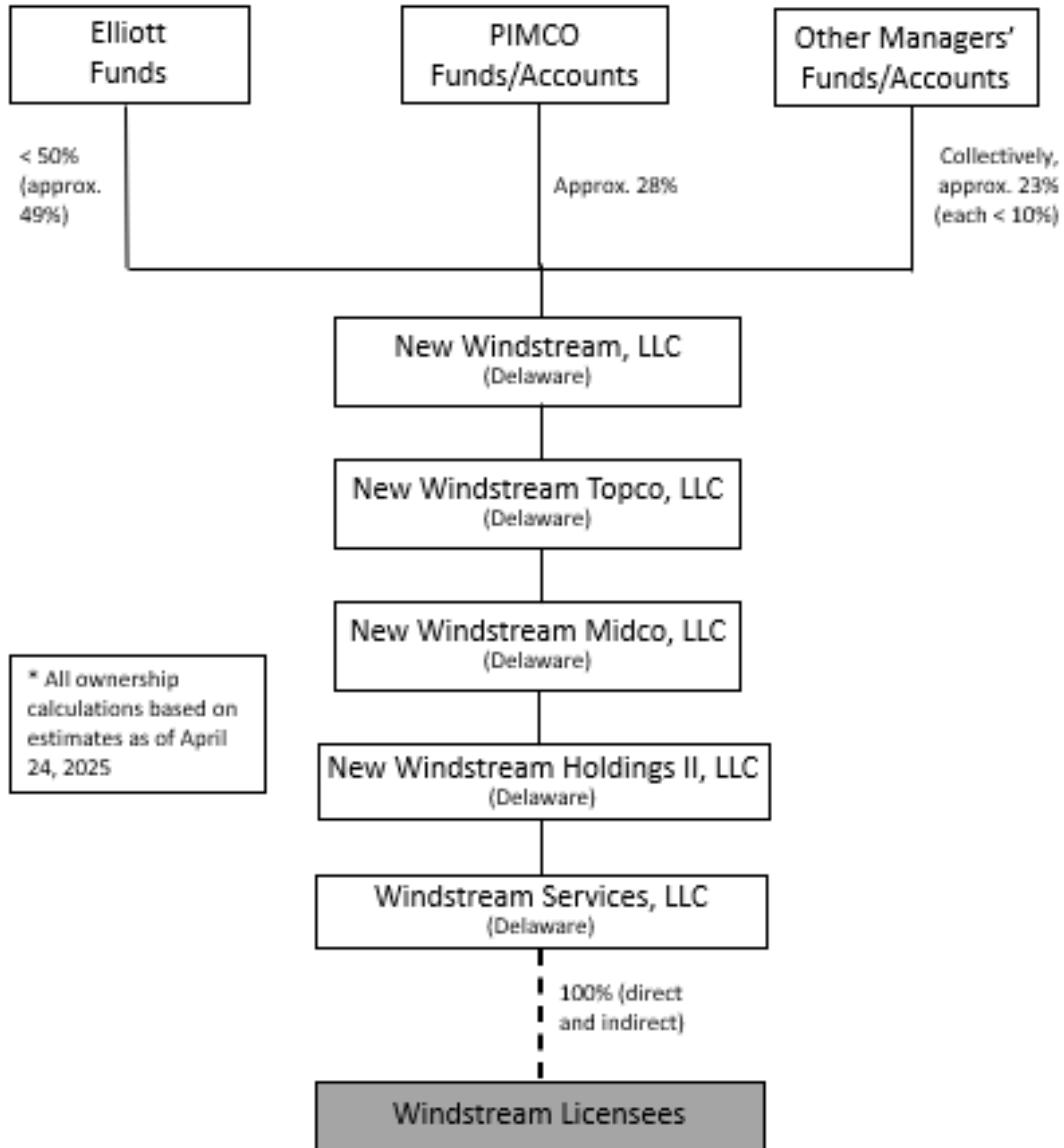 Elliott
Funds
PIMCO
Funds/Accounts
Other Managers’
Funds/Accounts
< 50%
(approx.
49%)
Approx. 28%
Collectively,
approx. 23%
(each < 10%)
New Windstream, LLC
(Delaware)
New Windstream Topco, LLC
(Delaware)
New Windstream Midco, LLC
(Delaware)
* All ownership
calculations based on
estimates as of April
24, 2025
New Windstream Holdings II, LLC
(Delaware)
Windstream Services, LLC
(Delaware)
100% (direct
and indirect)
Windstream Licensees